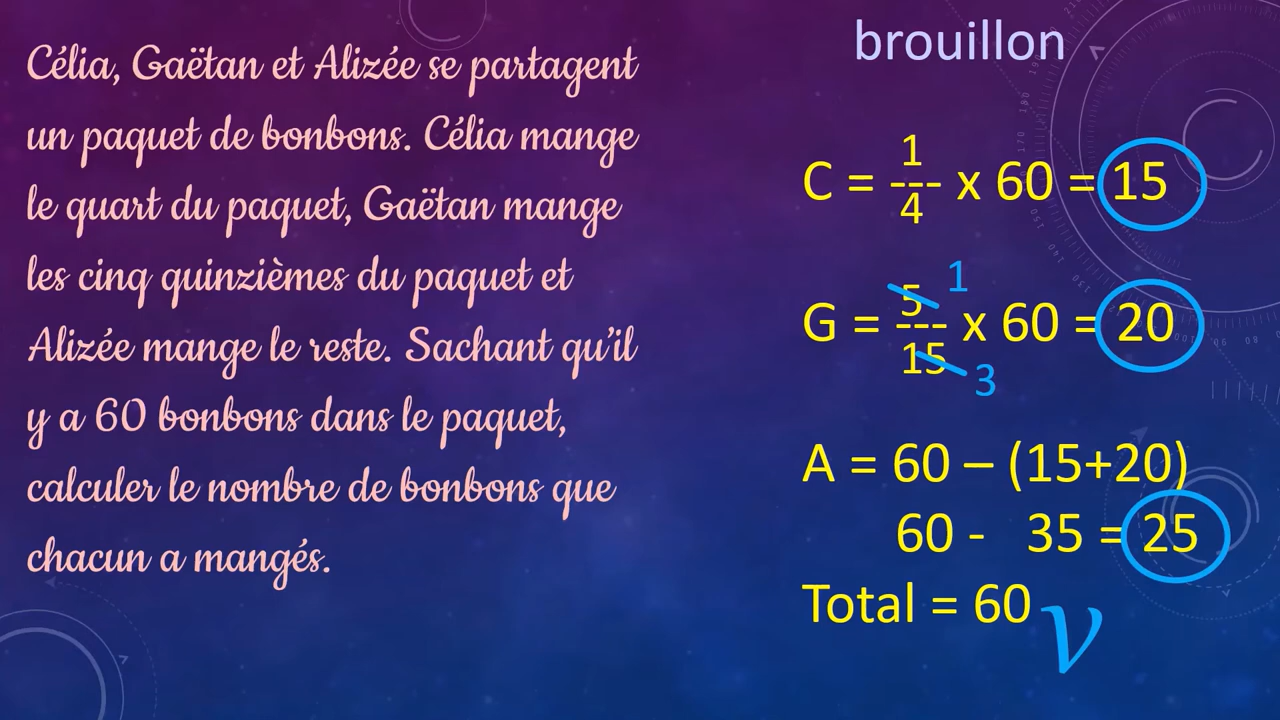 Célia, Gaëtan et Alizée se partagent
un paquet de bonbons. Célia mange
le quart du paquet, Gaëtan mange
les cinq quinzièmes du paquet et
Alizée mange le reste. Sachant qu'il
y a 60 bonbons dans le paquet,
calculer le nombre de bonbons que
chacun a mangés.
brouillon
1
C = --- x 60 = 15
4
5 1
G = --- x 60 = 20
15 3
A = 60 – (15+20)
60 - 35 = 25
Total = 60 v